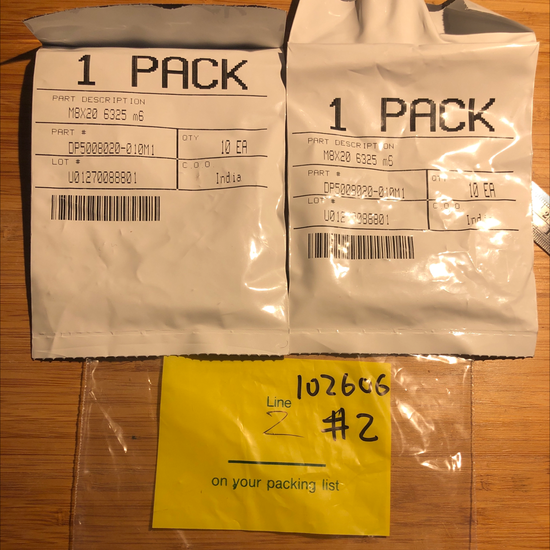 1 PACK
PART DESCRIPTION
M8X20 6325 m6
PART #
QTY
DP5008020-010M1
10 EA
LOT #
C O O
U01270088801
India
1 PACK
PART DESCRIPTION
M8X20 6325 m6
PART #
QTY
DP5008020-010M1
10 EA
LOT #
C O O
102606
Line
2 #2
on your packing list